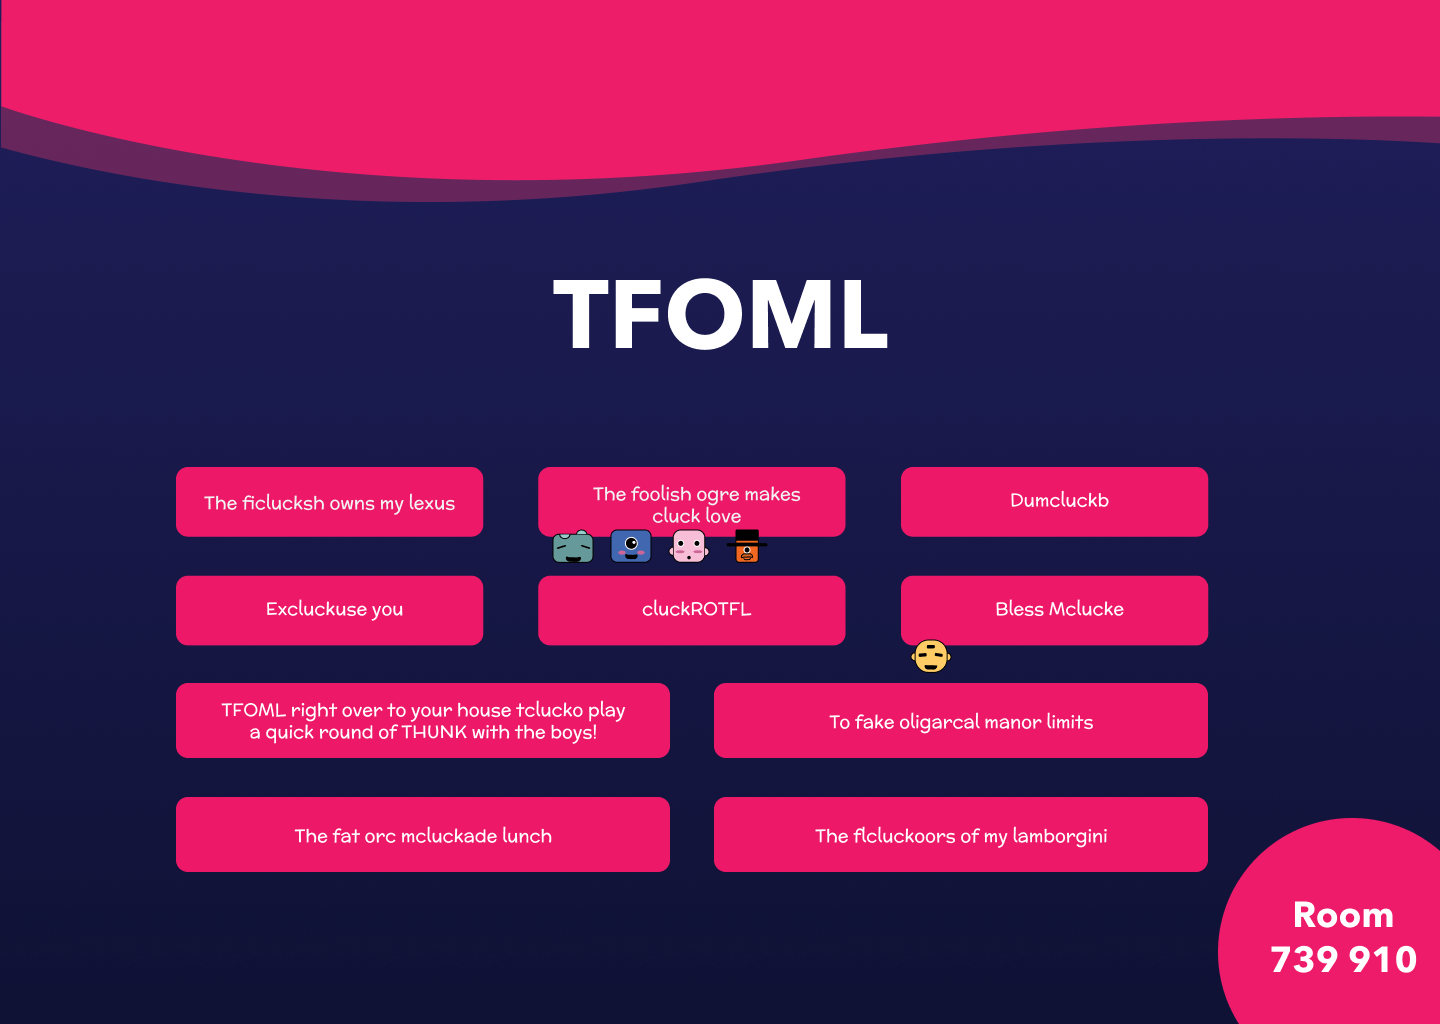 TFOML
The ficlucksh owns my lexus
The foolish ogre makes
cluck love
Dumcluckb
Excluckuse you
cluckROTFL
Bless Mclucke
TFOML right over to your house tclucko play
a quick round of THUNK with the boys!
To fake oligarcal manor limits
The fat orc mcluckade lunch
The flcluckoors of my lamborgini
Room
739 910